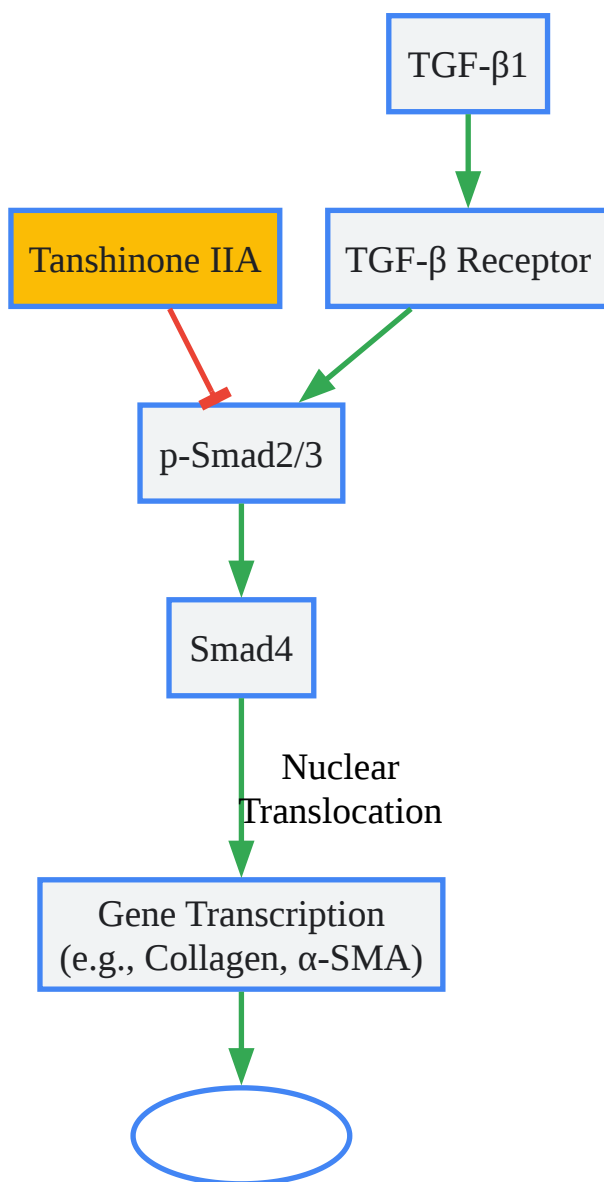 TGF-β1
Tanshinone IIA
TGF-β Receptor
p-Smad2/3
Smad4
Nuclear
Translocation
Gene Transcription
(e.g., Collagen, α-SMA)